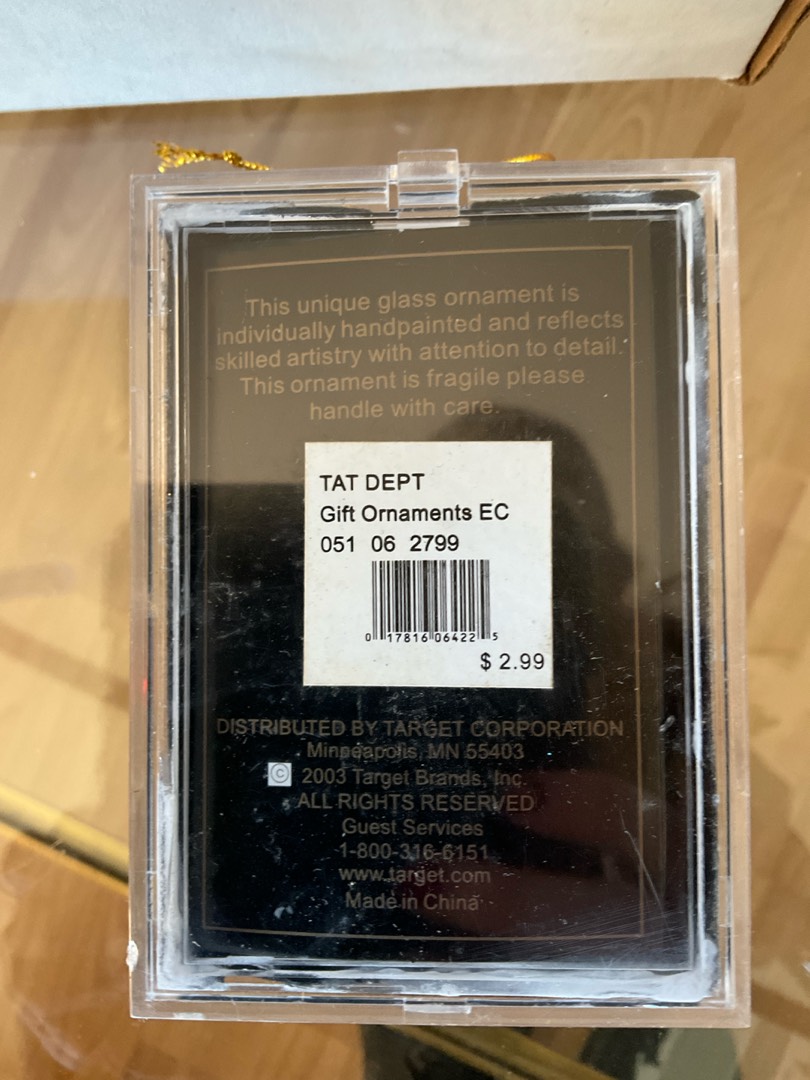 This unique glass ornament is
individually handpainted and reflects
skilled artistry with attention to detail.
This ornament is fragile please
handle with care.
TAT DEPT
Gift Ornaments EC
051 06 2799
0 17816 06422 5
$ 2.99
DISTRIBUTED BY TARGET CORPORATION
Minneapolis, MN 55403
© 2003 Target Brands, Inc.
ALL RIGHTS RESERVED
Guest Services
1-800-316-6151
www.target.com
Made in China